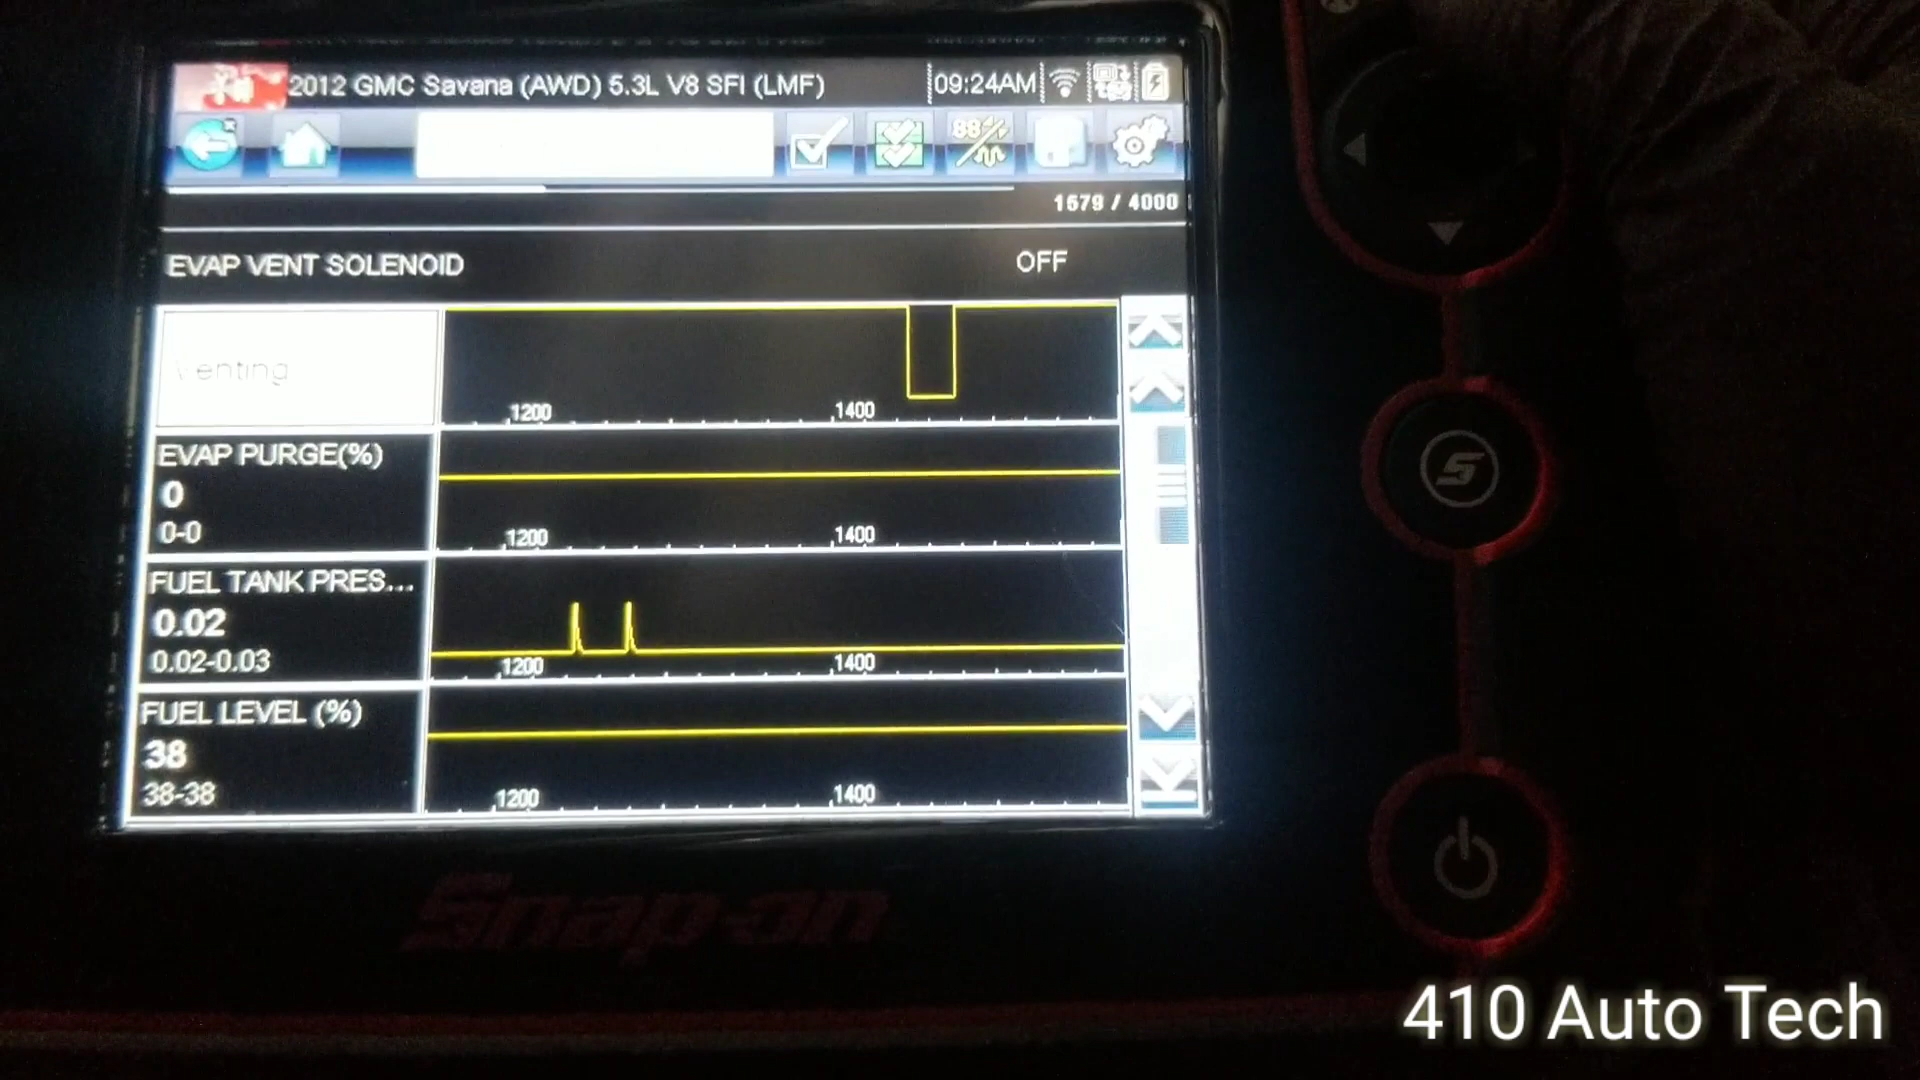 2012 GMC Savana (AWD) 5.3L V8 SFI (LMF)
09:24AM
1579 / 4000
EVAP VENT SOLENOID
OFF
Venting
1200
1400
EVAP PURGE(%)
0
0-0
1200
1400
FUEL TANK PRES...
0.02
0.02-0.03
1200
1400
FUEL LEVEL (%)
38
38-38
1200
1400
Snap-on
410 Auto Tech